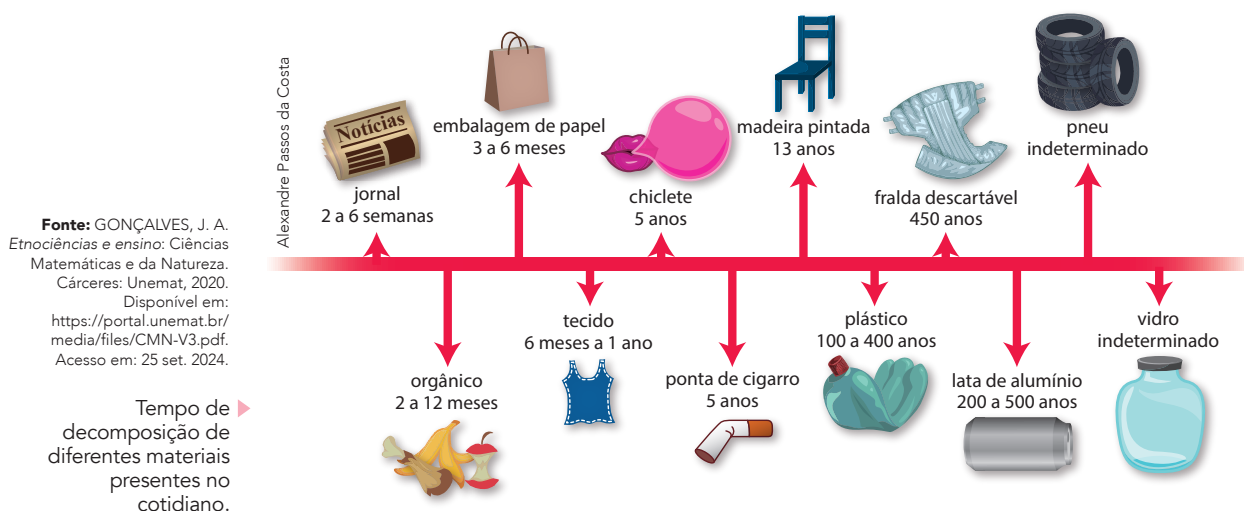 Fonte: GONÇALVES, J. A.
Etnociências e ensino: Ciências
Matemáticas e da Natureza.
Cárceres: Unemat, 2020.
Disponível em:
https://portal.unemat.br/
media/files/CMN-V3.pdf.
Acesso em: 25 set. 2024.
Tempo de
decomposição de
diferentes materiais
presentes no
cotidiano.
Alexandre Passos da Costa
Notícias
jornal
2 a 6 semanas
orgânico
2 a 12 meses
embalagem de papel
3 a 6 meses
tecido
6 meses a 1 ano
chiclete
5 anos
ponta de cigarro
5 anos
madeira pintada
13 anos
plástico
100 a 400 anos
fralda descartável
450 anos
lata de alumínio
200 a 500 anos
pneu
indeterminado
vidro
indeterminado